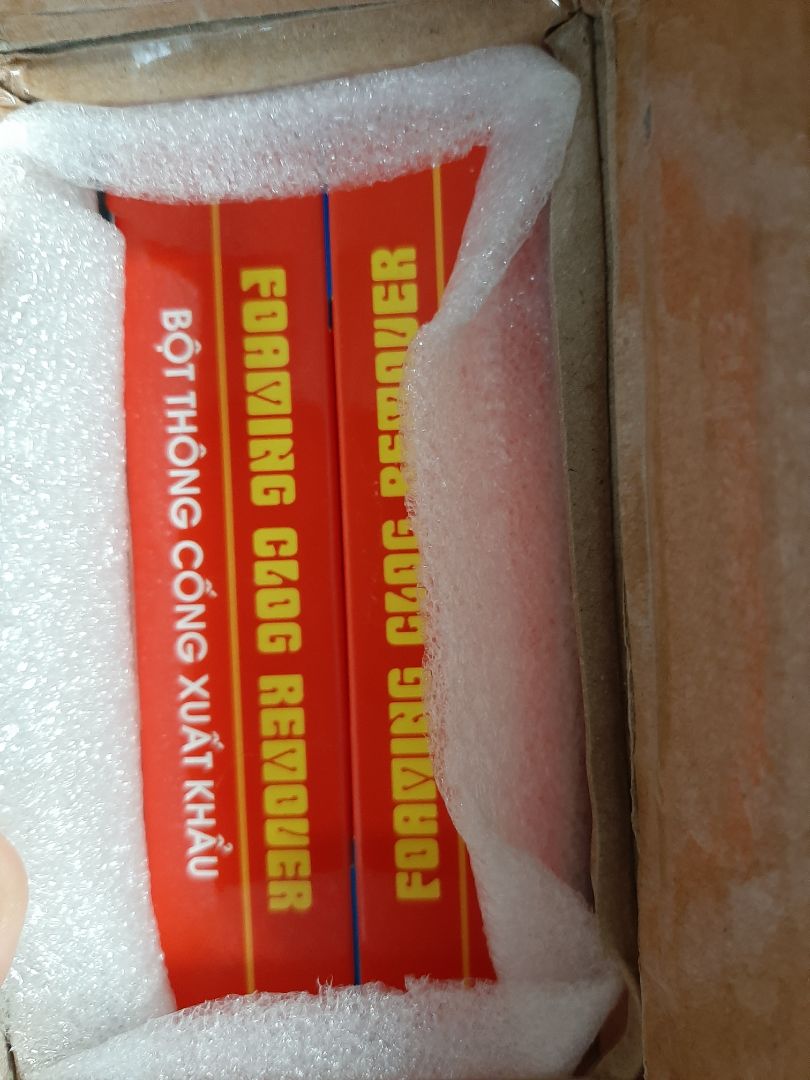 FOAMING CLOG REMOVER
BỘT THÔNG CỐNG XUẤT KHẨU
FOAMING CLOG REMOVER